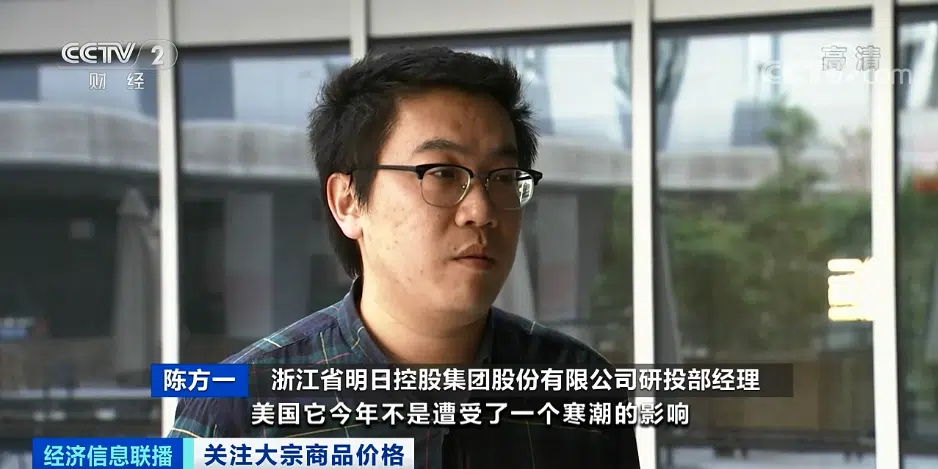 CCTV 2
财经
高清
陈方一
浙江省明日控股集团股份有限公司研投部经理
美国它今年不是遭受了一个寒潮的影响
经济信息联播
关注大宗商品价格